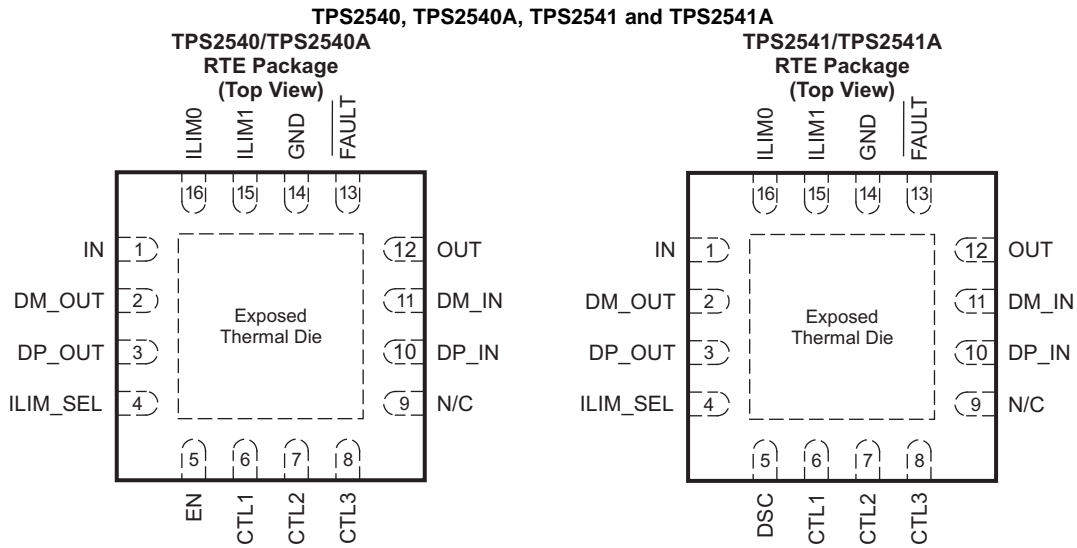 TPS2540, TPS2540A, TPS2541 and TPS2541A
TPS2540/TPS2540A
RTE Package
(Top View)
ILIM0
ILIM1
GND
FAULT
16
15
14
13
IN
1
DM_OUT
2
DP_OUT
3
ILIM_SEL
4
Exposed
Thermal Die
12
OUT
11
DM_IN
10
DP_IN
9
N/C
5
6
7
8
EN
CTL1
CTL2
CTL3
TPS2541/TPS2541A
RTE Package
(Top View)
ILIM0
ILIM1
GND
FAULT
16
15
14
13
IN
1
DM_OUT
2
DP_OUT
3
ILIM_SEL
4
Exposed
Thermal Die
12
OUT
11
DM_IN
10
DP_IN
9
N/C
5
6
7
8
DSC
CTL1
CTL2
CTL3